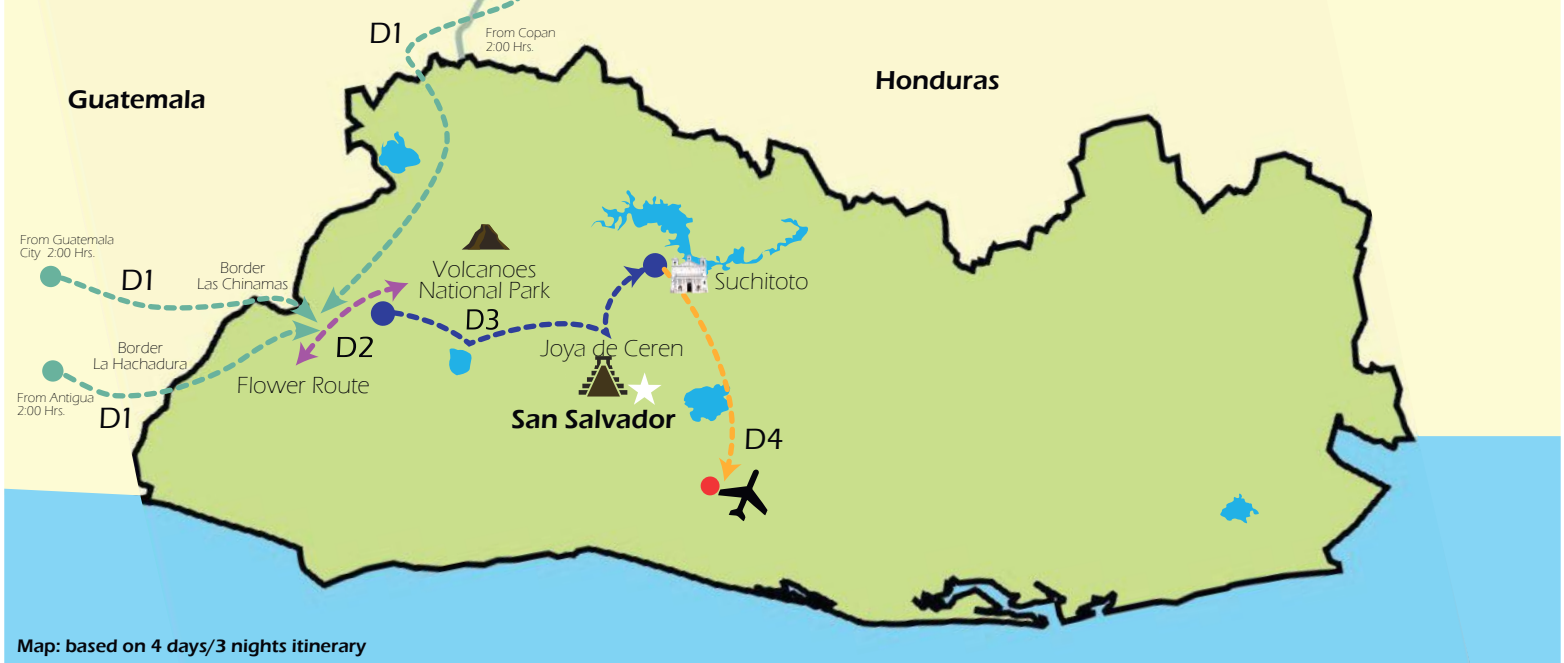 D1
From Copan
2:00 Hrs.
Guatemala
Honduras
From Guatemala
City 2:00 Hrs.
D1
Border
Las Chinamas
Volcanoes
National Park
Suchitoto
D3
D2
Joya de Ceren
Border
La Hachadura
Flower Route
From Antigua
2:00 Hrs.
D1
San Salvador
D4
Map: based on 4 days/3 nights itinerary